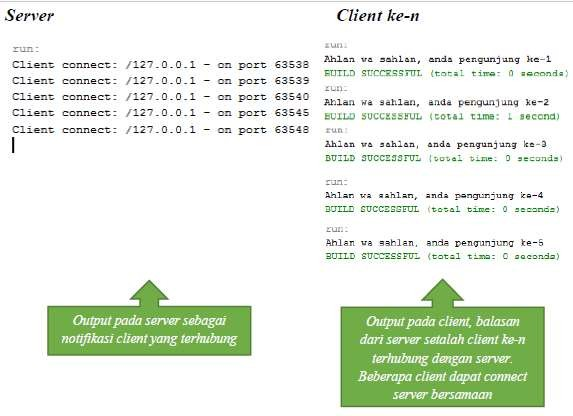 Server
run:
Client connect: /127.0.0.1 - on port 63538
Client connect: /127.0.0.1 - on port 63539
Client connect: /127.0.0.1 - on port 63540
Client connect: /127.0.0.1 - on port 63545
Client connect: /127.0.0.1 - on port 63548
Output pada server sebagai
notifikasi client yang terhubung
Client ke-n
run:
Ahlan wa sahlan, anda pengunjung ke-1
BUILD SUCCESSFUL (total time: 0 seconds)
run:
Ahlan wa sahlan, anda pengunjung ke-2
BUILD SUCCESSFUL (total time: 1 second)
run:
Ahlan wa sahlan, anda pengunjung ke-3
BUILD SUCCESSFUL (total time: 0 seconds)
run:
Ahlan wa sahlan, anda pengunjung ke-4
BUILD SUCCESSFUL (total time: 0 seconds)
run:
Ahlan wa sahlan, anda pengunjung ke-5
BUILD SUCCESSFUL (total time: 0 seconds)
Output pada client, balasan
dari server setalah client ke-n
terhubung dengan server.
Beberapa client dapat connect
server bersamaan